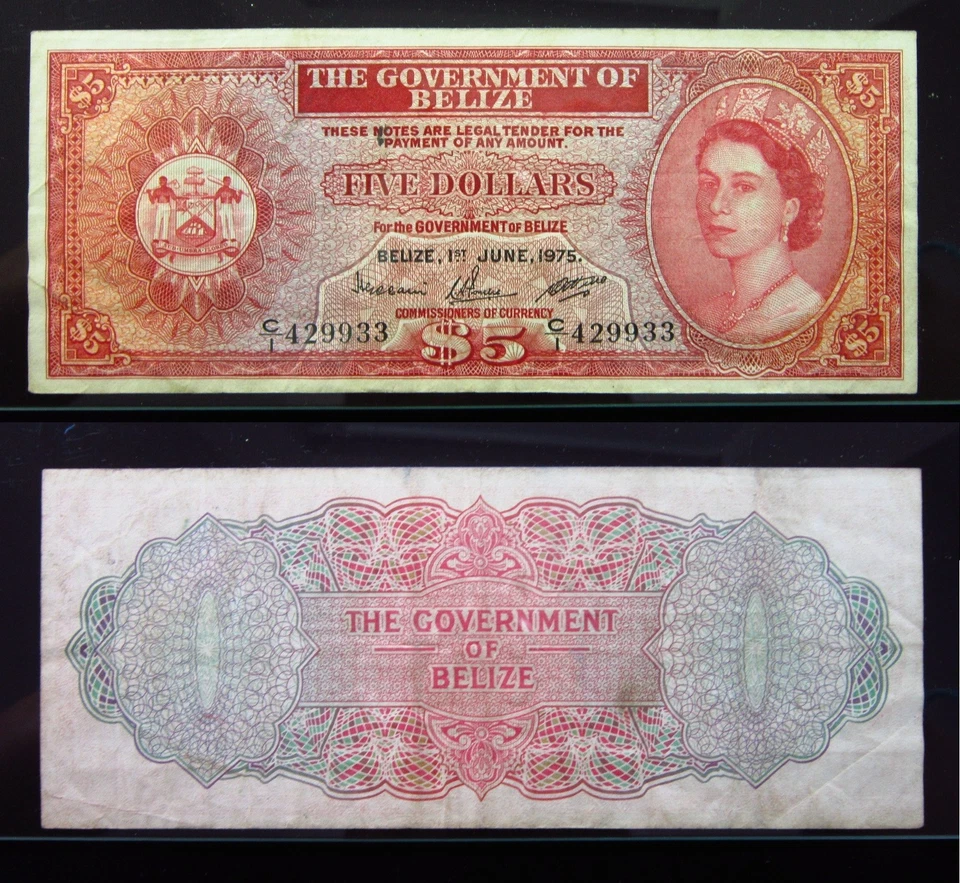 $5
$5
THE GOVERNMENT OF
BELIZE
THESE NOTES ARE LEGAL TENDER FOR THE
PAYMENT OF ANY AMOUNT.
FIVE DOLLARS
For the GOVERNMENT of BELIZE
BELIZE, 1ST JUNE, 1975.
COMMISSIONERS OF CURRENCY
C/1 429933
$5
C/1 429933
$5
$5
THE GOVERNMENT
OF
BELIZE